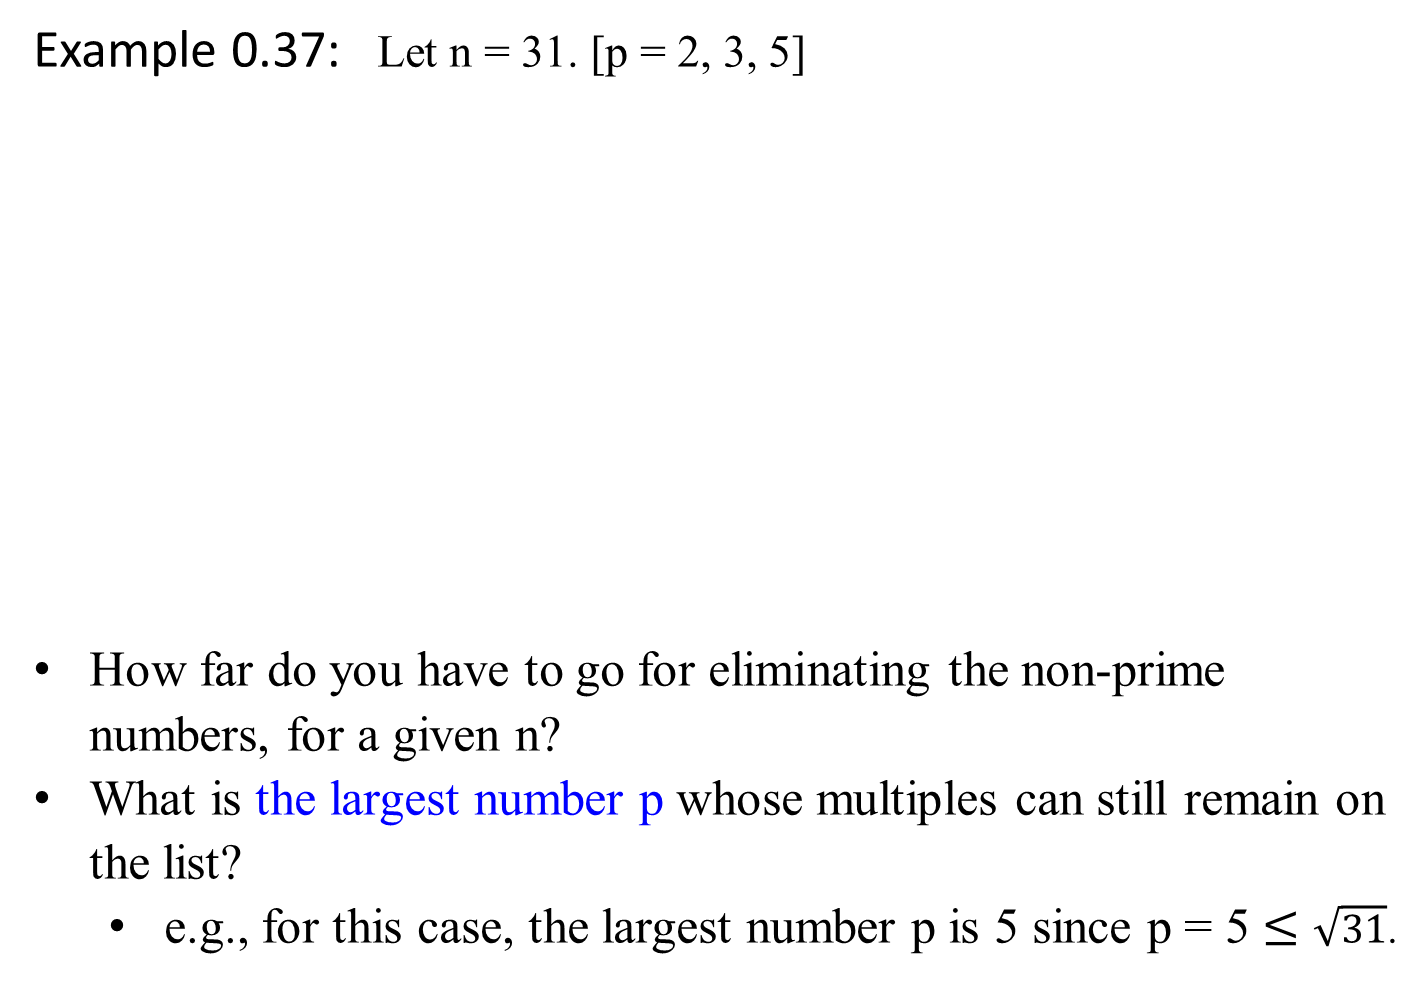 Example 0.37: Let n = 31. [p = 2, 3, 5]
• How far do you have to go for eliminating the non-prime
numbers, for a given n?
• What is the largest number p whose multiples can still remain on
the list?
• e.g., for this case, the largest number p is 5 since p = 5 ≤ √31.